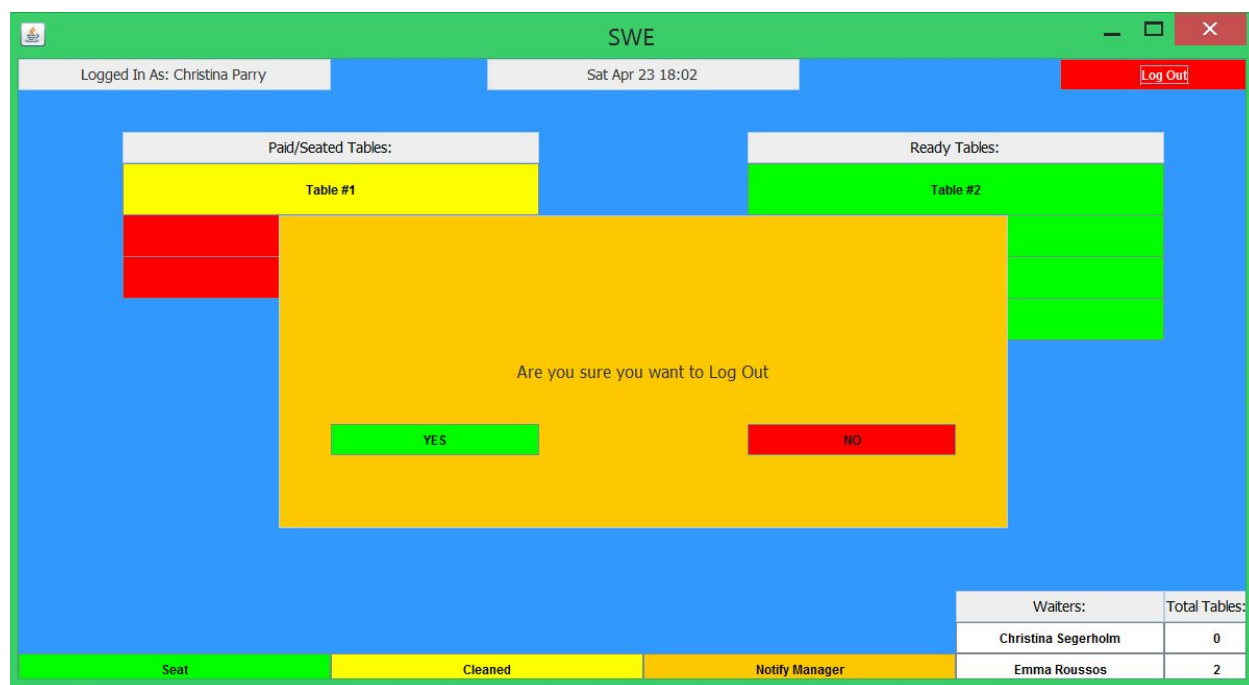 SWE
Logged In As: Christina Parry
Sat Apr 23 18:02
Log Out
Paid/Seated Tables:
Ready Tables:
Table #1
Table #2
Are you sure you want to Log Out
YES
NO
Waiters:
Total Tables:
Christina Segerholm
0
Seat
Cleaned
Notify Manager
Emma Roussos
2